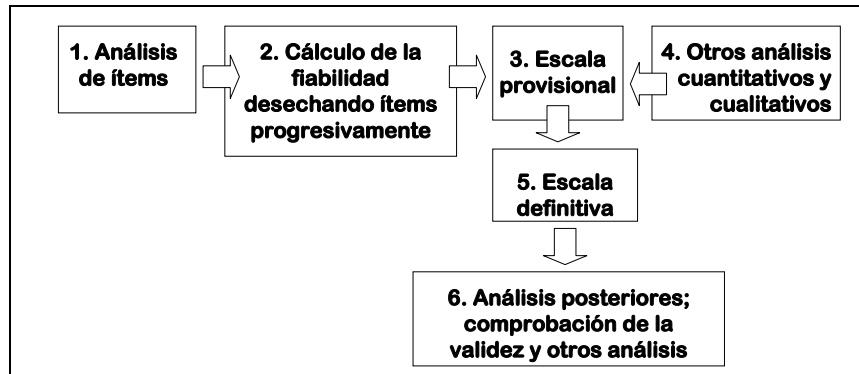 1. Análisis
de ítems
2. Cálculo de la
fiabilidad
desechando ítems
progresivamente
3. Escala
provisional
4. Otros análisis
cuantitativos y
cualitativos
5. Escala
definitiva
6. Análisis posteriores;
comprobación de la
validez y otros análisis